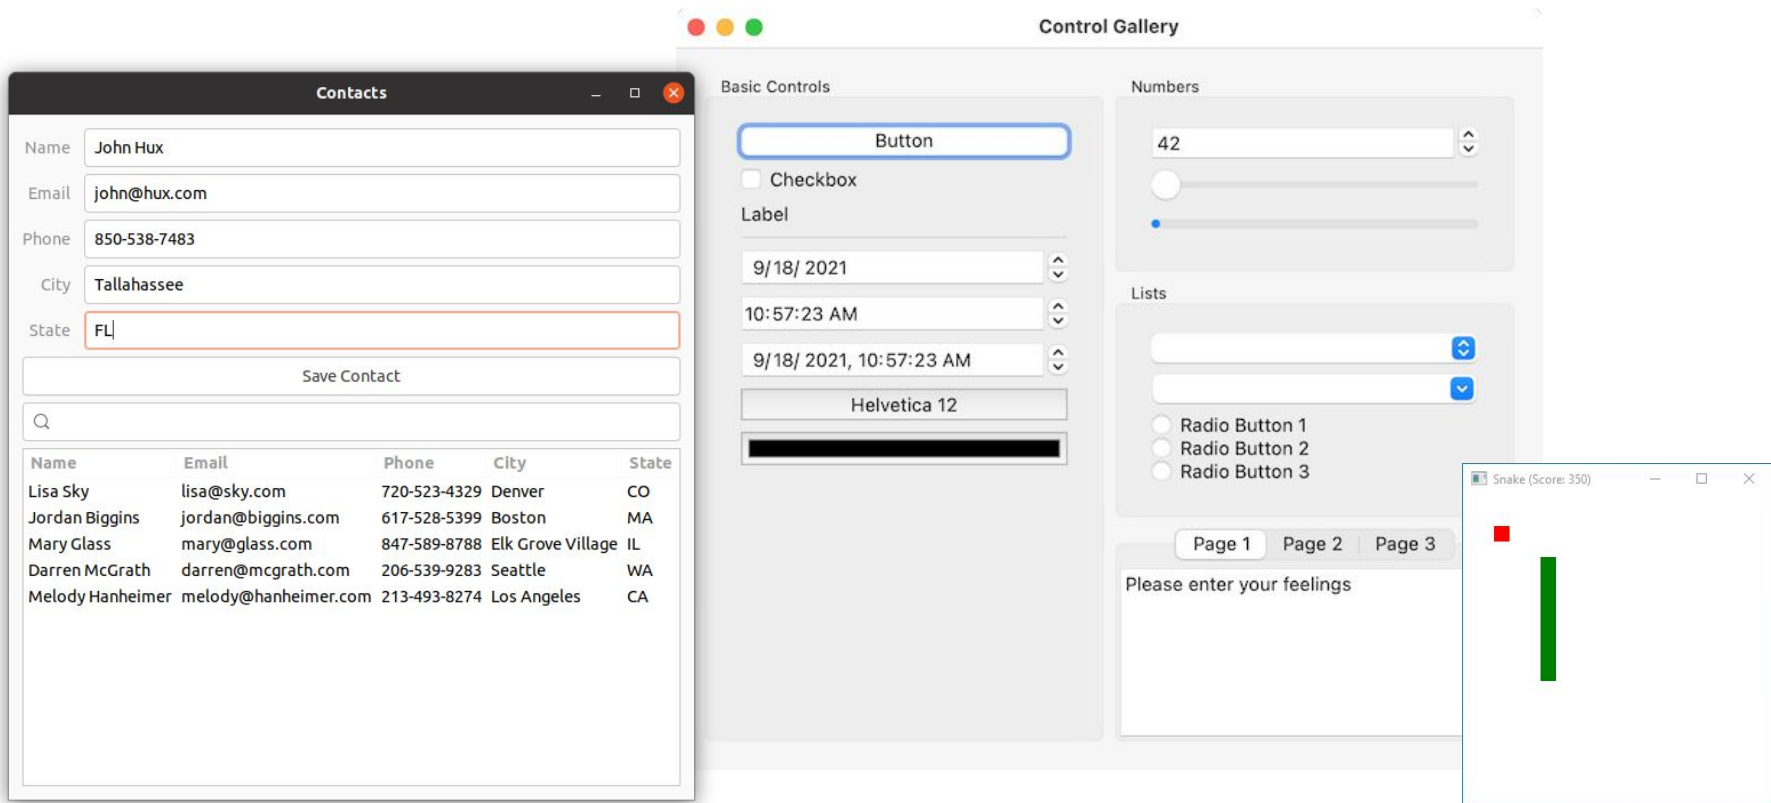 Contacts
Name John Hux
Email john@hux.com
Phone 850-538-7483
City Tallahassee
State FL
Save Contact
Name Email Phone City State
Lisa Sky lisa@sky.com 720-523-4329 Denver CO
Jordan Biggins jordan@biggins.com 617-528-5399 Boston MA
Mary Glass mary@glass.com 847-589-8788 Elk Grove Village IL
Darren McGrath darren@mcgrath.com 206-539-9283 Seattle WA
Melody Hanheimer melody@hanheimer.com 213-493-8274 Los Angeles CA
Control Gallery
Basic Controls
Button
Checkbox
Label
9/18/ 2021
10:57:23 AM
9/18/ 2021, 10:57:23 AM
Helvetica 12
Numbers
42
Lists
Radio Button 1
Radio Button 2
Radio Button 3
Page 1 Page 2 Page 3
Please enter your feelings
Snake (Score: 350)